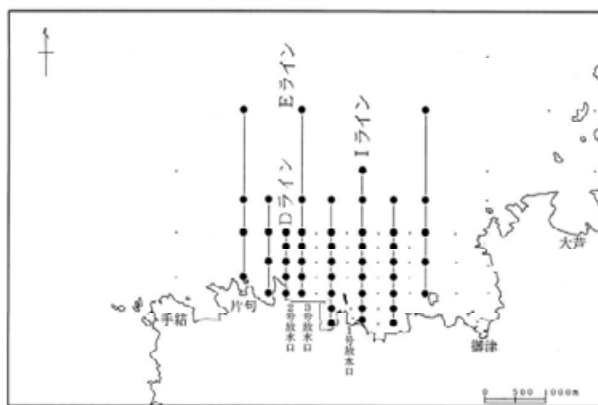 Eライン
Iライン
Dライン
大芦
片句
手結
御津
2号放水口
3号放水口
1号放水口
0 500 1000m